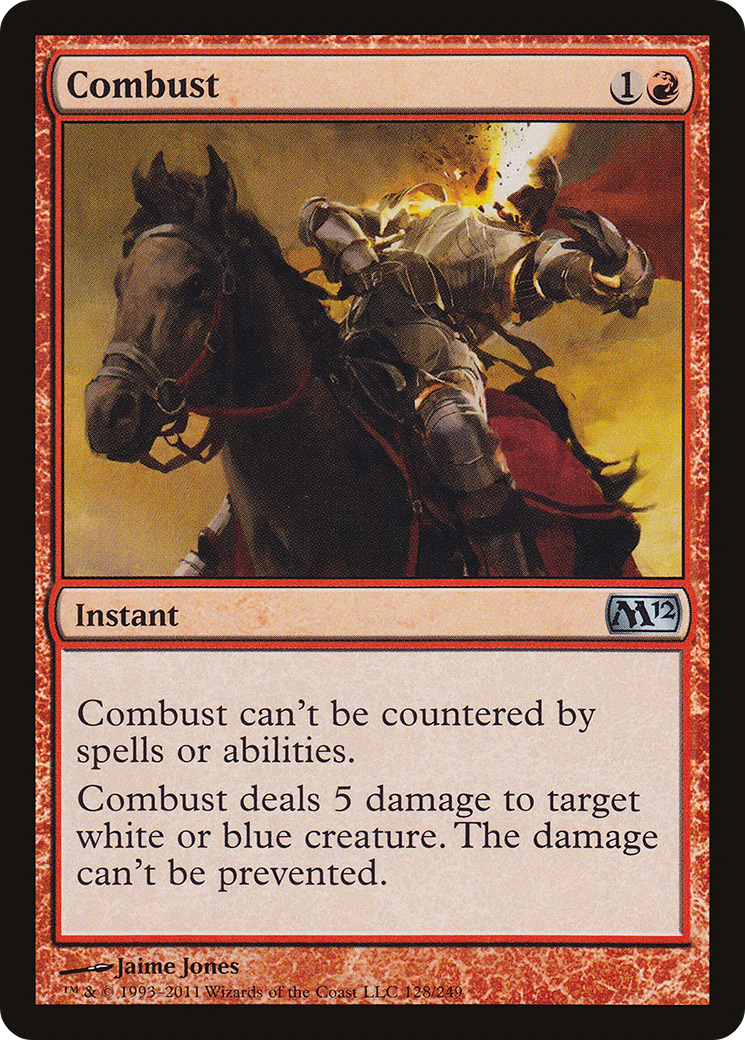 Combust 1
Instant M12
Combust can't be countered by
spells or abilities.
Combust deals 5 damage to target
white or blue creature. The damage
can't be prevented.
Jaime Jones
™ & © 1993–2011 Wizards of the Coast LLC 128/249